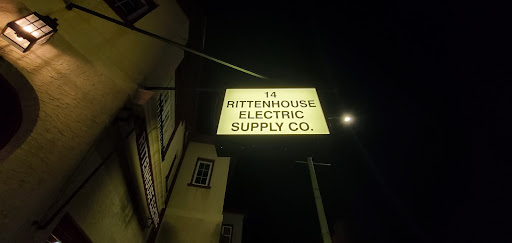 14
RITTENHOUSE
ELECTRIC
SUPPLY CO.